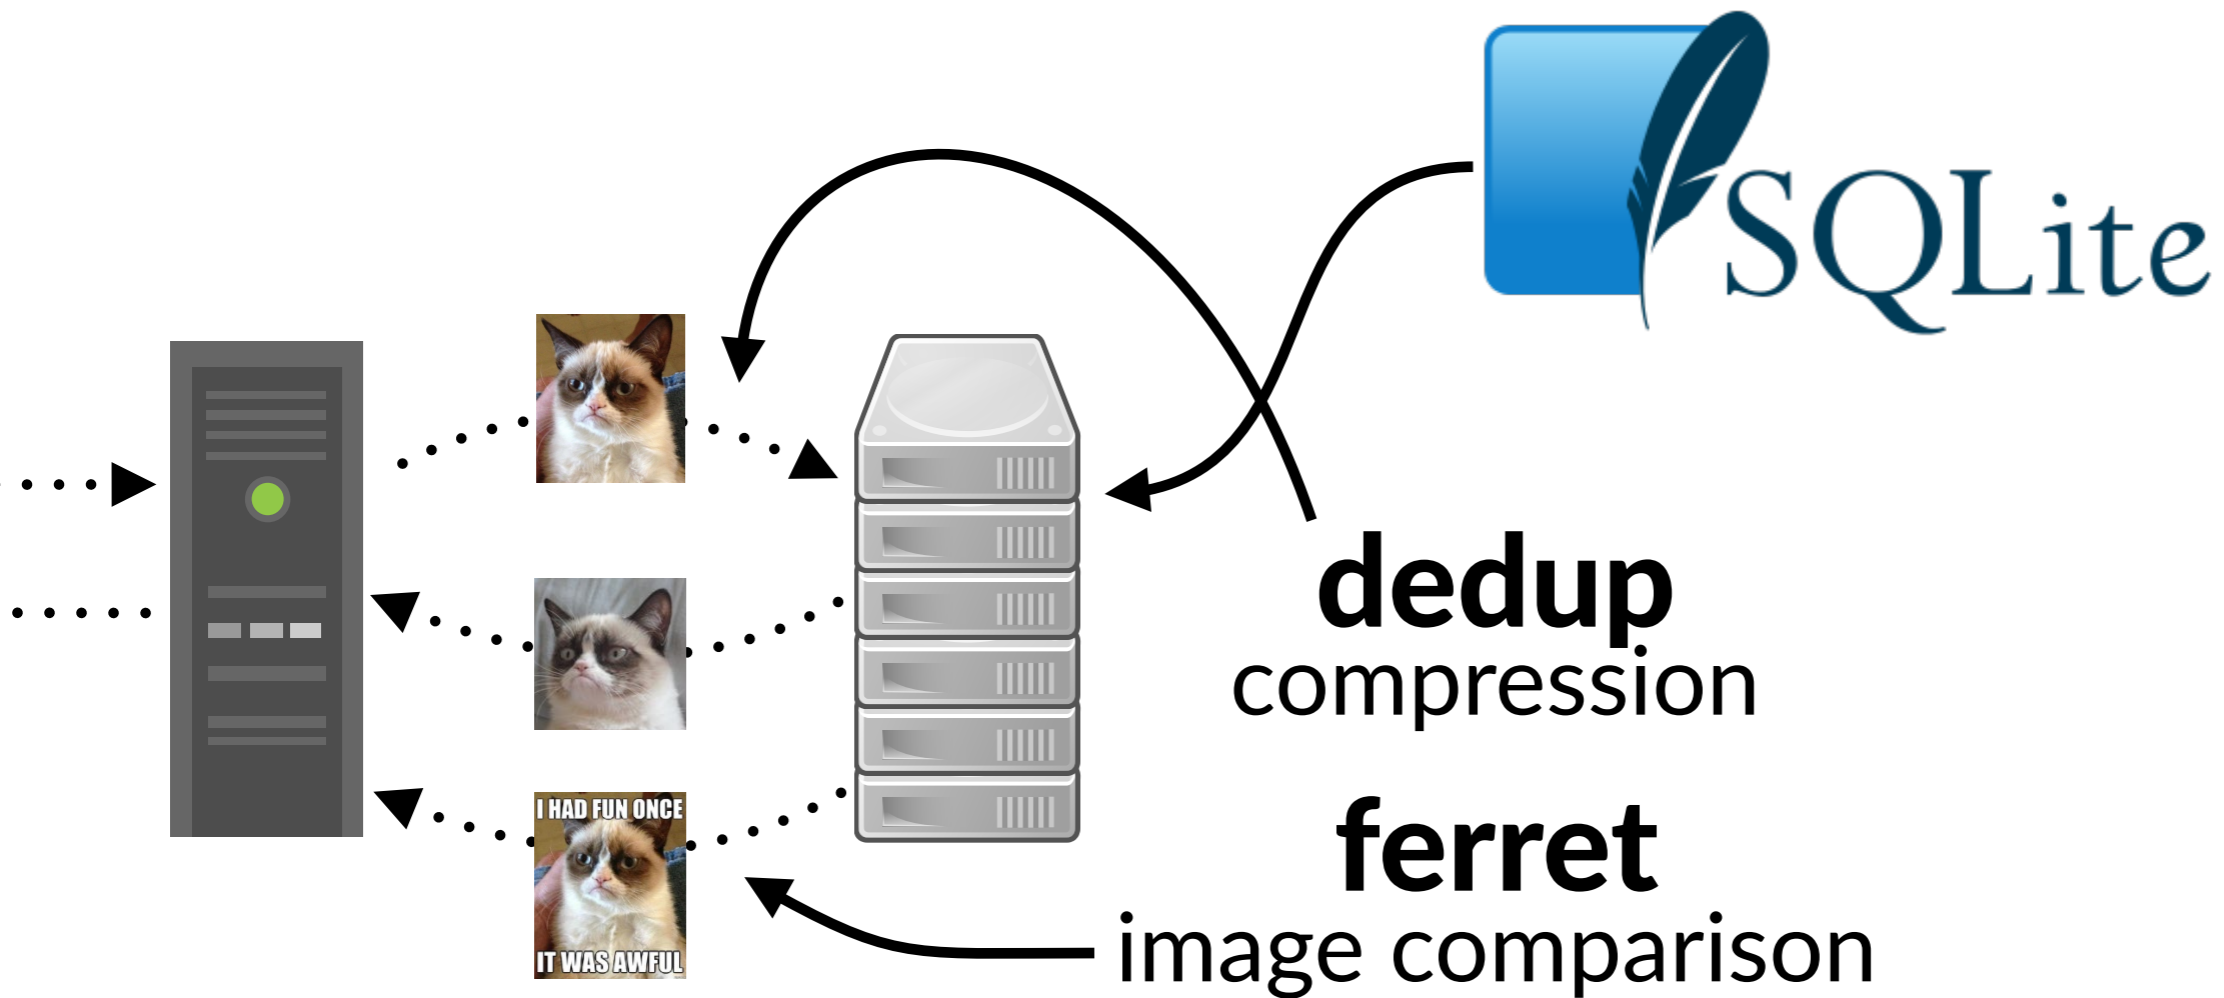 SQLite
dedup
compression
I HAD FUN ONCE
IT WAS AWFUL
ferret
image comparison